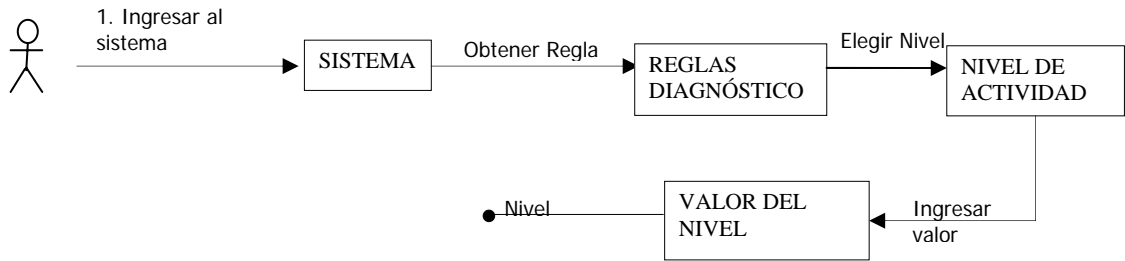 1. Ingresar al
sistema
SISTEMA
Obtener Regla
REGLAS
DIAGNÓSTICO
Elegir Nivel
NIVEL DE
ACTIVIDAD
Ingresar
valor
VALOR DEL
NIVEL
Nivel